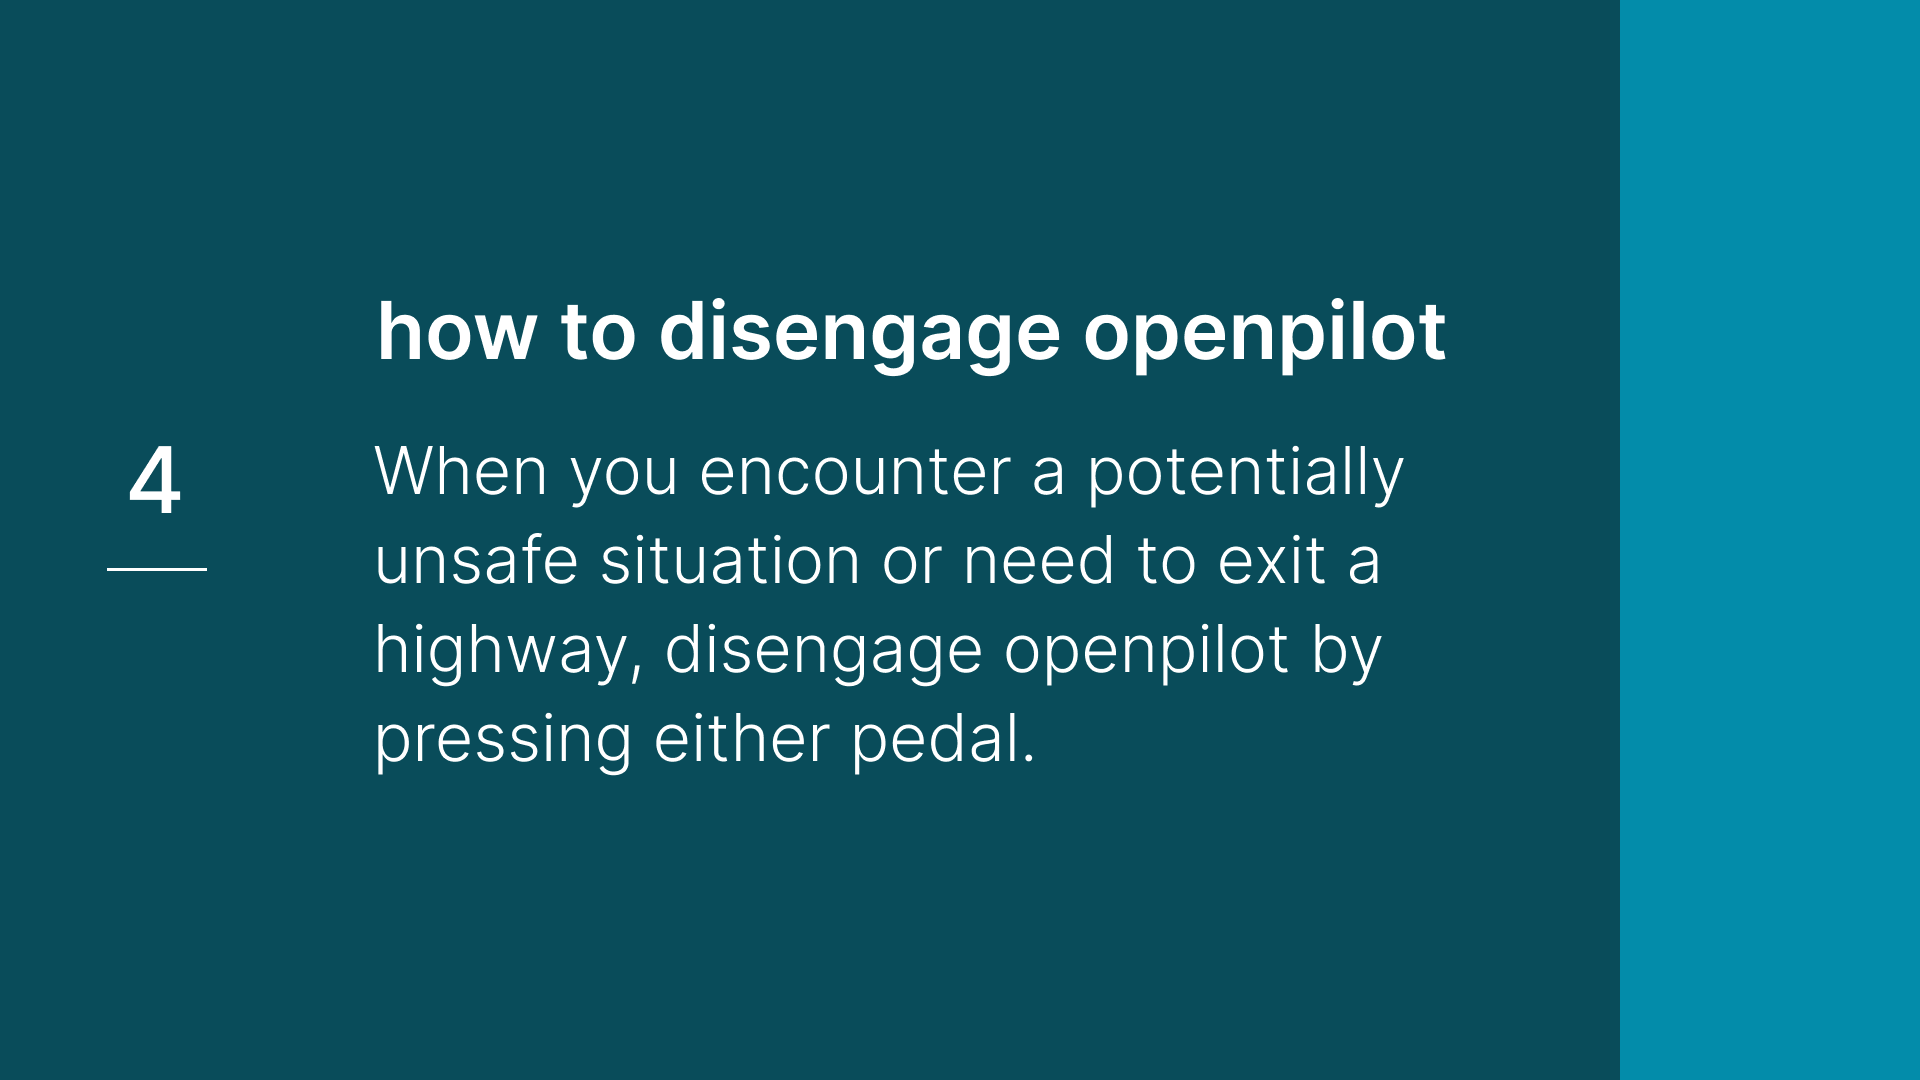 how to disengage openpilot
4
When you encounter a potentially
unsafe situation or need to exit a
highway, disengage openpilot by
pressing either pedal.